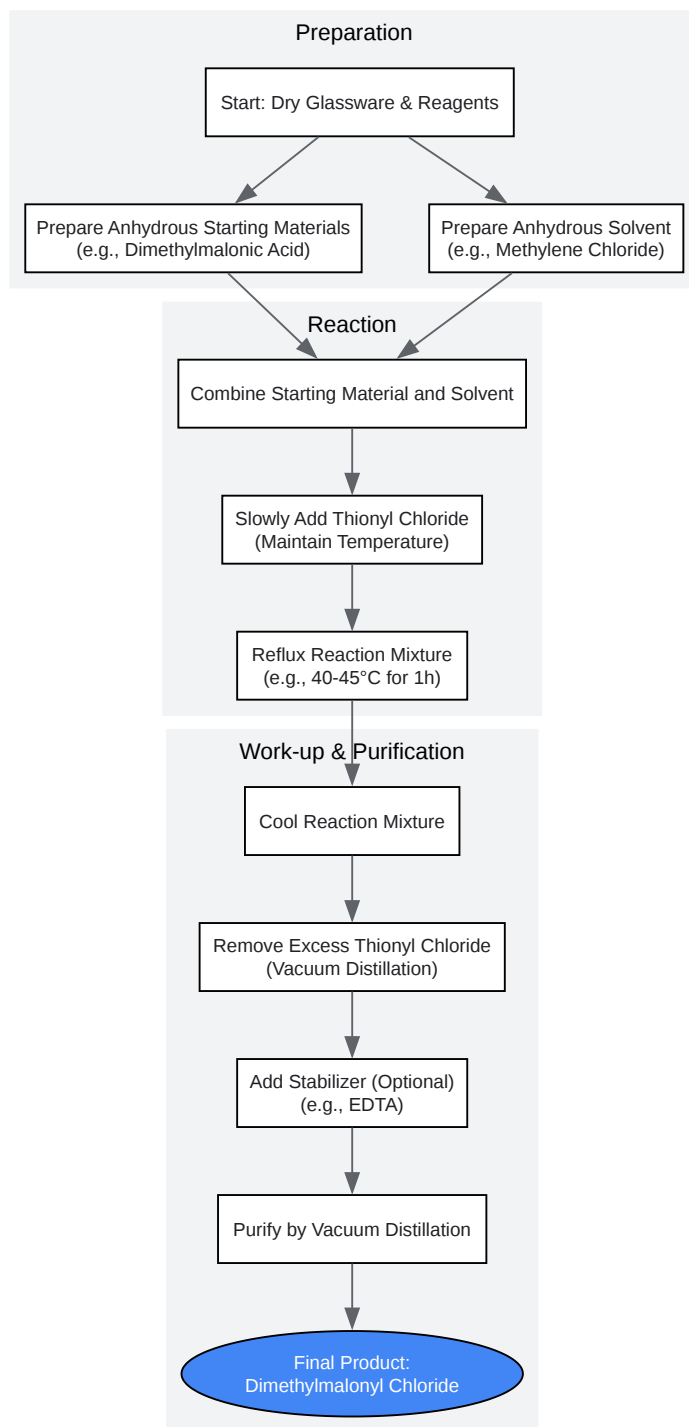 Preparation
Start: Dry Glassware & Reagents
Prepare Anhydrous Starting Materials
(e.g., Dimethylmalonic Acid)
Prepare Anhydrous Solvent
(e.g., Methylene Chloride)
Reaction
Combine Starting Material and Solvent
Slowly Add Thionyl Chloride
(Maintain Temperature)
Reflux Reaction Mixture
(e.g., 40-45°C for 1h)
Work-up & Purification
Cool Reaction Mixture
Remove Excess Thionyl Chloride
(Vacuum Distillation)
Add Stabilizer (Optional)
(e.g., EDTA)
Purify by Vacuum Distillation
Final Product:
Dimethylmalonyl Chloride